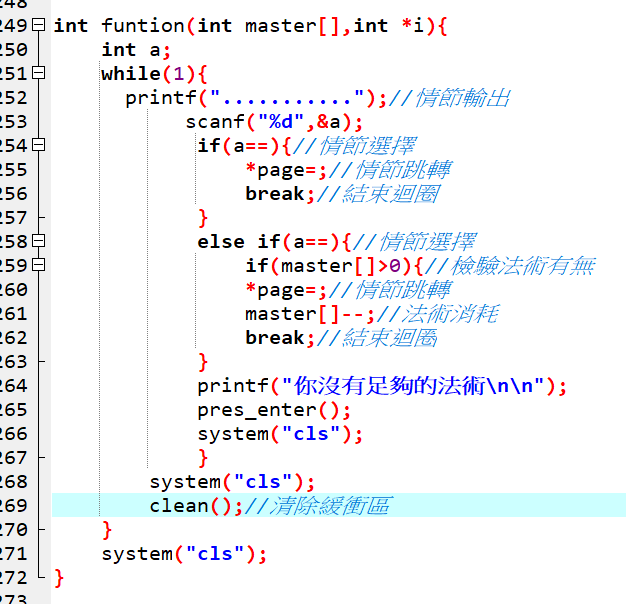 248
249 int funtion(int master[],int *i){
250     int a;
251     while(1){
252       printf("...........");//情節輸出
253            scanf("%d",&a);
254             if(a==){//情節選擇
255                 *page=;//情節跳轉
256                 break;//結束迴圈
257             }
258             else if(a==){//情節選擇
259                 if(master[]>0){//檢驗法術有無
260                 *page=;//情節跳轉
261                 master[]--;//法術消耗
262                 break;//結束迴圈
263             }
264             printf("你沒有足夠的法術\n\n");
265             pres_enter();
266             system("cls");
267             }
268         system("cls");
269         clean();//清除緩衝區
270     }
271     system("cls");
272 }
273